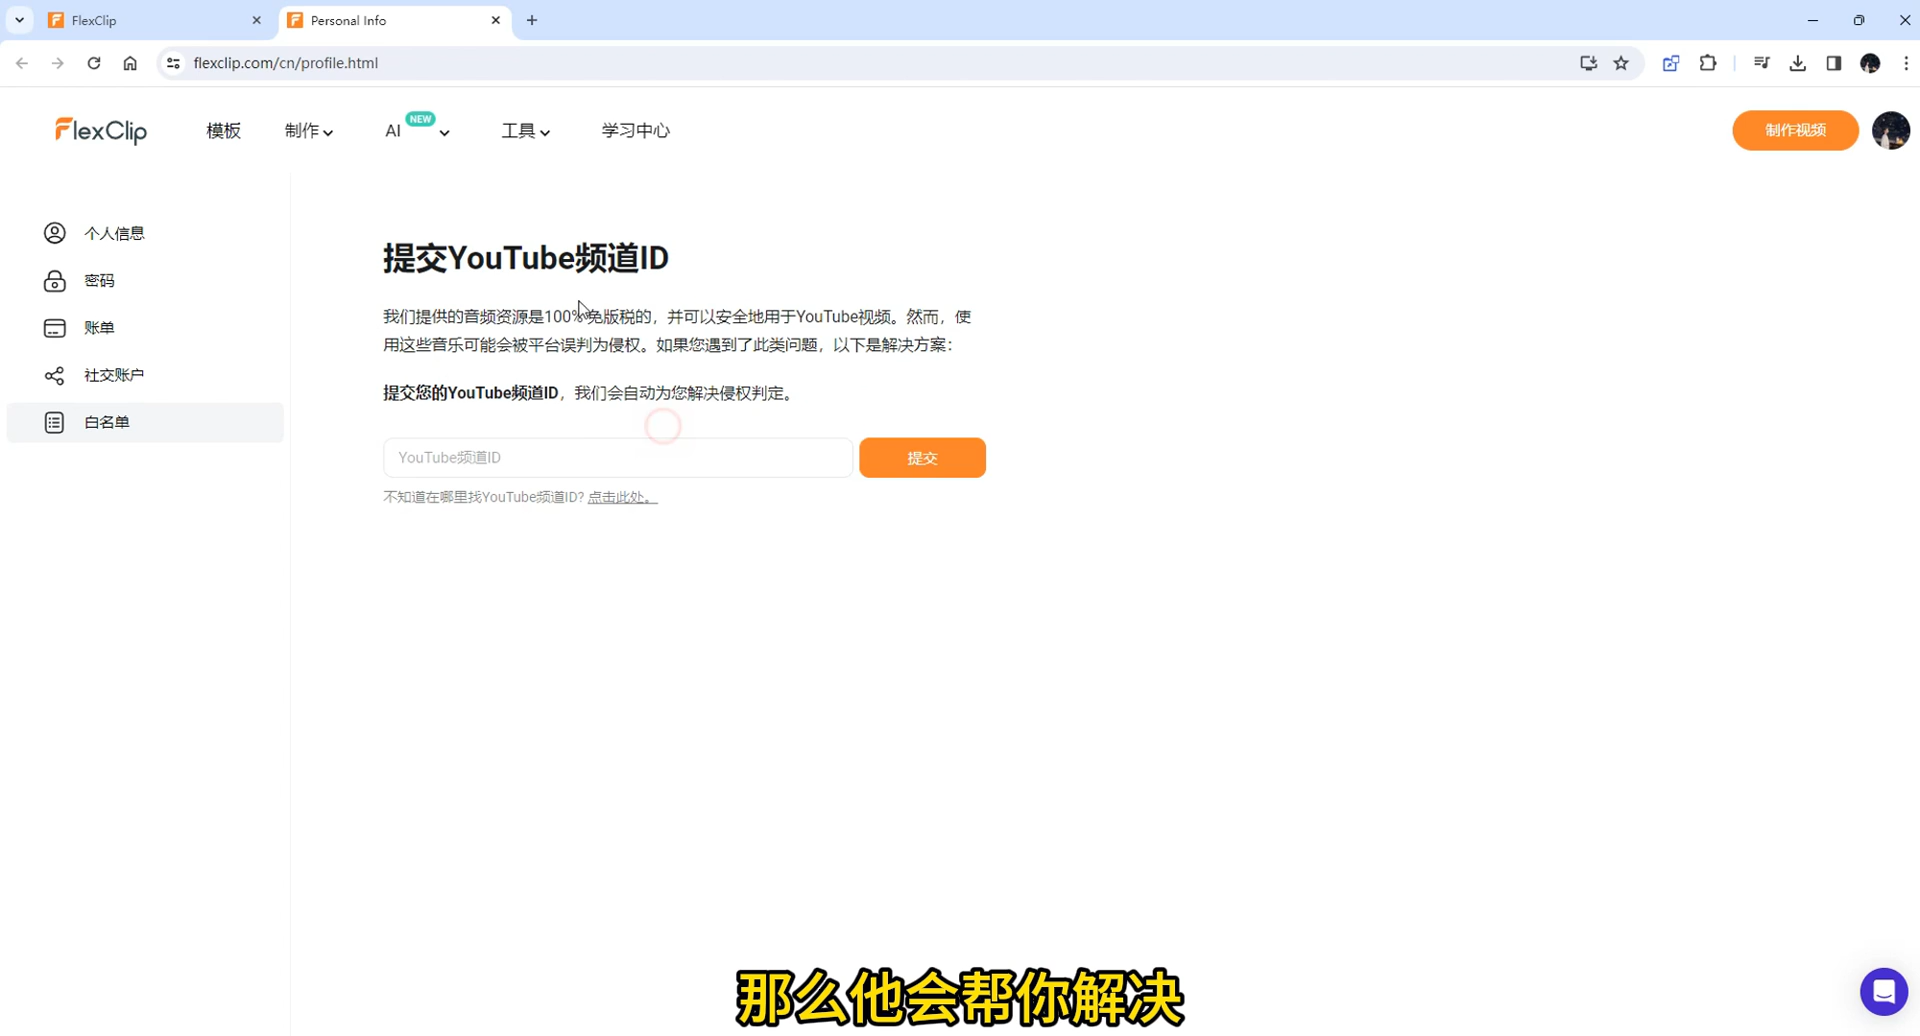 FlexClip
Personal Info
flexclip.com/cn/profile.html
FlexClip
模板
制作
AI
NEW
工具
学习中心
制作视频
个人信息
密码
账单
社交账户
白名单
提交YouTube频道ID
我们提供的音频资源是100%免版税的，并可以安全地用于YouTube视频。然而，使
用这些音乐可能会被平台误判为侵权。如果您遇到了此类问题，以下是解决方案：
提交您的YouTube频道ID，我们会自动为您解决侵权判定。
YouTube频道ID
提交
不知道在哪里找YouTube频道ID? 点击此处。
那么他会帮你解决